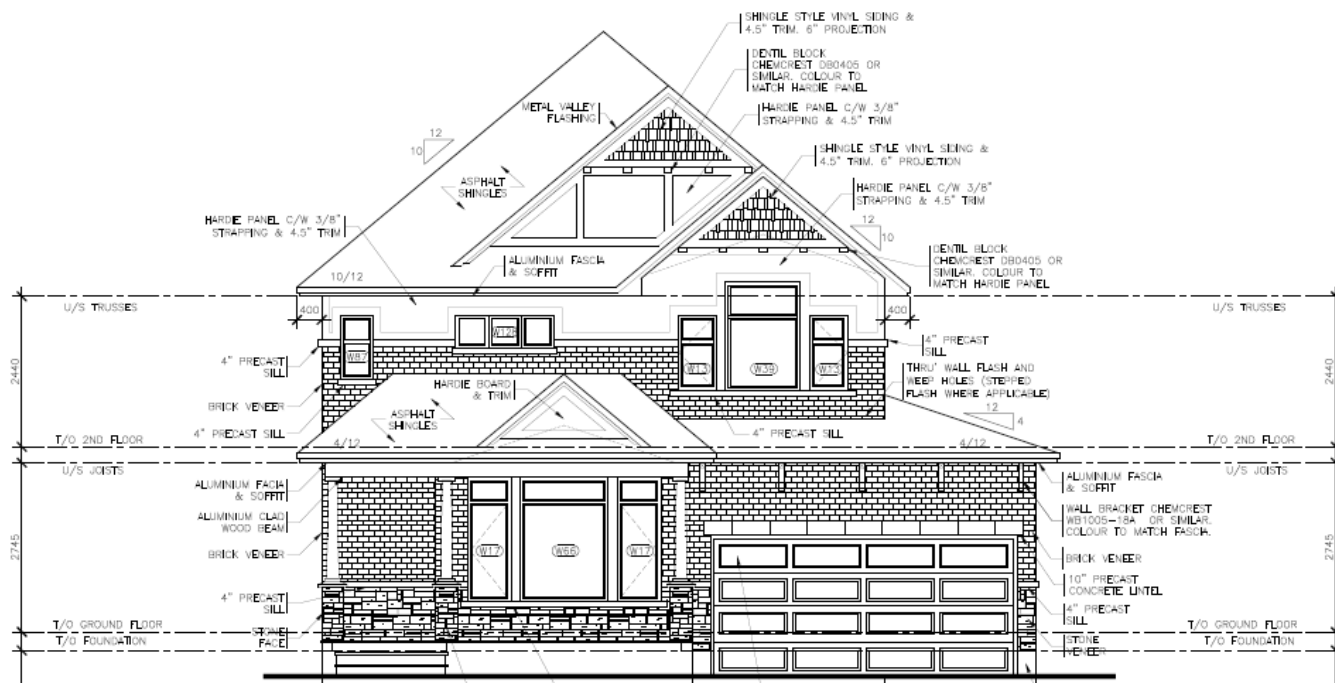 SHINGLE STYLE VINYL SIDING &
4.5" TRIM. 6" PROJECTION
DENTIL BLOCK
CHEMCREST DB0405 OR
SIMILAR. COLOUR TO
MATCH HARDIE PANEL
METAL VALLEY
FLASHING
HARDIE PANEL C/W 3/8"
STRAPPING & 4.5" TRIM
12
10
SHINGLE STYLE VINYL SIDING &
4.5" TRIM. 6" PROJECTION
ASPHALT
SHINGLES
HARDIE PANEL C/W 3/8"
STRAPPING & 4.5" TRIM
HARDIE PANEL C/W 3/8"
STRAPPING & 4.5" TRIM
12
10
DENTIL BLOCK
CHEMCREST DB0405 OR
SIMILAR. COLOUR TO
MATCH HARDIE PANEL
ALUMINIUM FASCIA
& SOFFIT
10/12
U/S TRUSSES
400
400
U/S TRUSSES
W87
W128
W13
W39
W13
4" PRECAST
SILL
4" PRECAST
SILL
2440
2440
THRU' WALL FLASH AND
WEEP HOLES (STEPPED
FLASH WHERE APPLICABLE)
HARDIE BOARD
& TRIM
BRICK VENEER
ASPHALT
SHINGLES
12
4
4" PRECAST SILL
4" PRECAST SILL
T/O 2ND FLOOR
4/12
4/12
T/O 2ND FLOOR
U/S JOISTS
U/S JOISTS
ALUMINIUM FACIA
& SOFFIT
ALUMINIUM FASCIA
& SOFFIT
ALUMINIUM CLAD
WOOD BEAM
WALL BRACKET CHEMCREST
WB1005-18A OR SIMILAR.
COLOUR TO MATCH FASCIA.
BRICK VENEER
W17
W66
W17
BRICK VENEER
2745
2745
10" PRECAST
CONCRETE LINTEL
4" PRECAST
SILL
4" PRECAST
SILL
T/O GROUND FLOOR
T/O GROUND FLOOR
T/O FOUNDATION
T/O FOUNDATION
STONE
FACE
STONE
VENEER